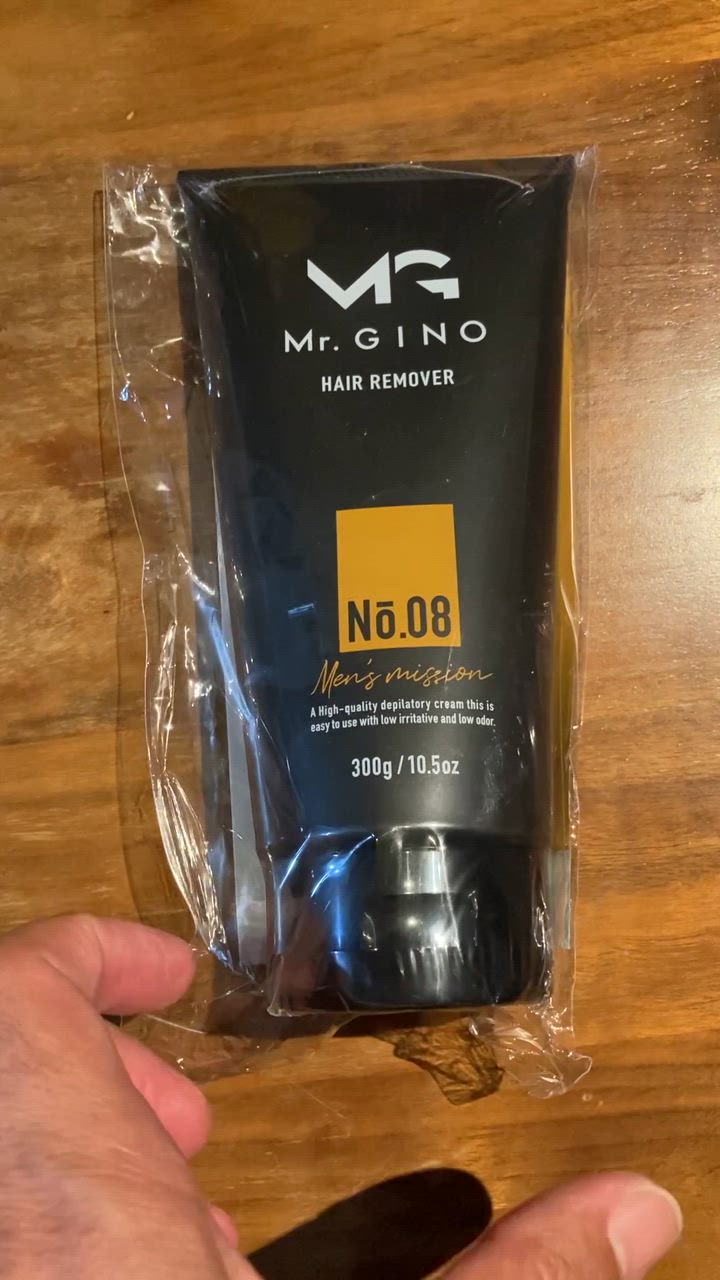 MG
Mr. GINO
HAIR REMOVER
Nō.08
Men's mission
A High-quality depilatory cream this is
easy to use with low irritative and low odor.
300g / 10.5oz